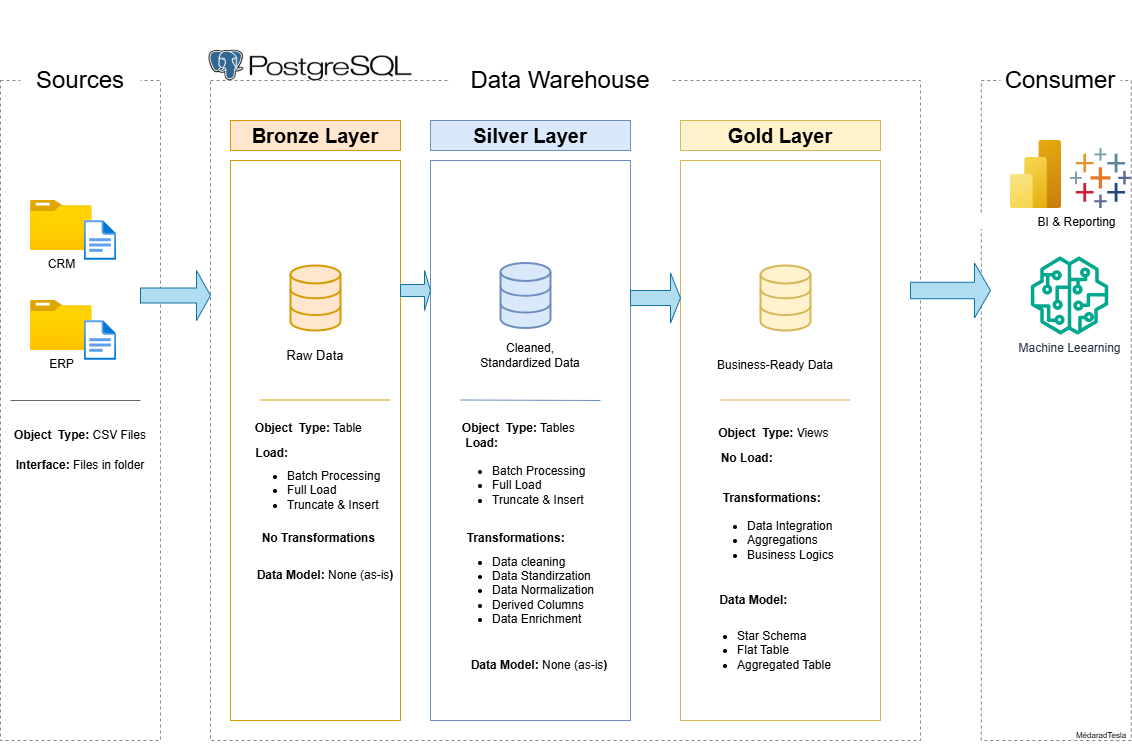 PostgreSQL
Sources
Data Warehouse
Consumer
Bronze Layer
Silver Layer
Gold Layer
CRM
ERP
Object Type: CSV Files
Interface: Files in folder
Raw Data
Object Type: Table
Load:
• Batch Processing
• Full Load
• Truncate & Insert
No Transformations
Data Model: None (as-is)
Cleaned,
Standardized Data
Object Type: Tables
Load:
• Batch Processing
• Full Load
• Truncate & Insert
Transformations:
• Data cleaning
• Data Standirzation
• Data Normalization
• Derived Columns
• Data Enrichment
Data Model: None (as-is)
Business-Ready Data
Object Type: Views
No Load:
Transformations:
• Data Integration
• Aggregations
• Business Logics
Data Model:
• Star Schema
• Flat Table
• Aggregated Table
BI & Reporting
Machine Leearning
MédaradTesla